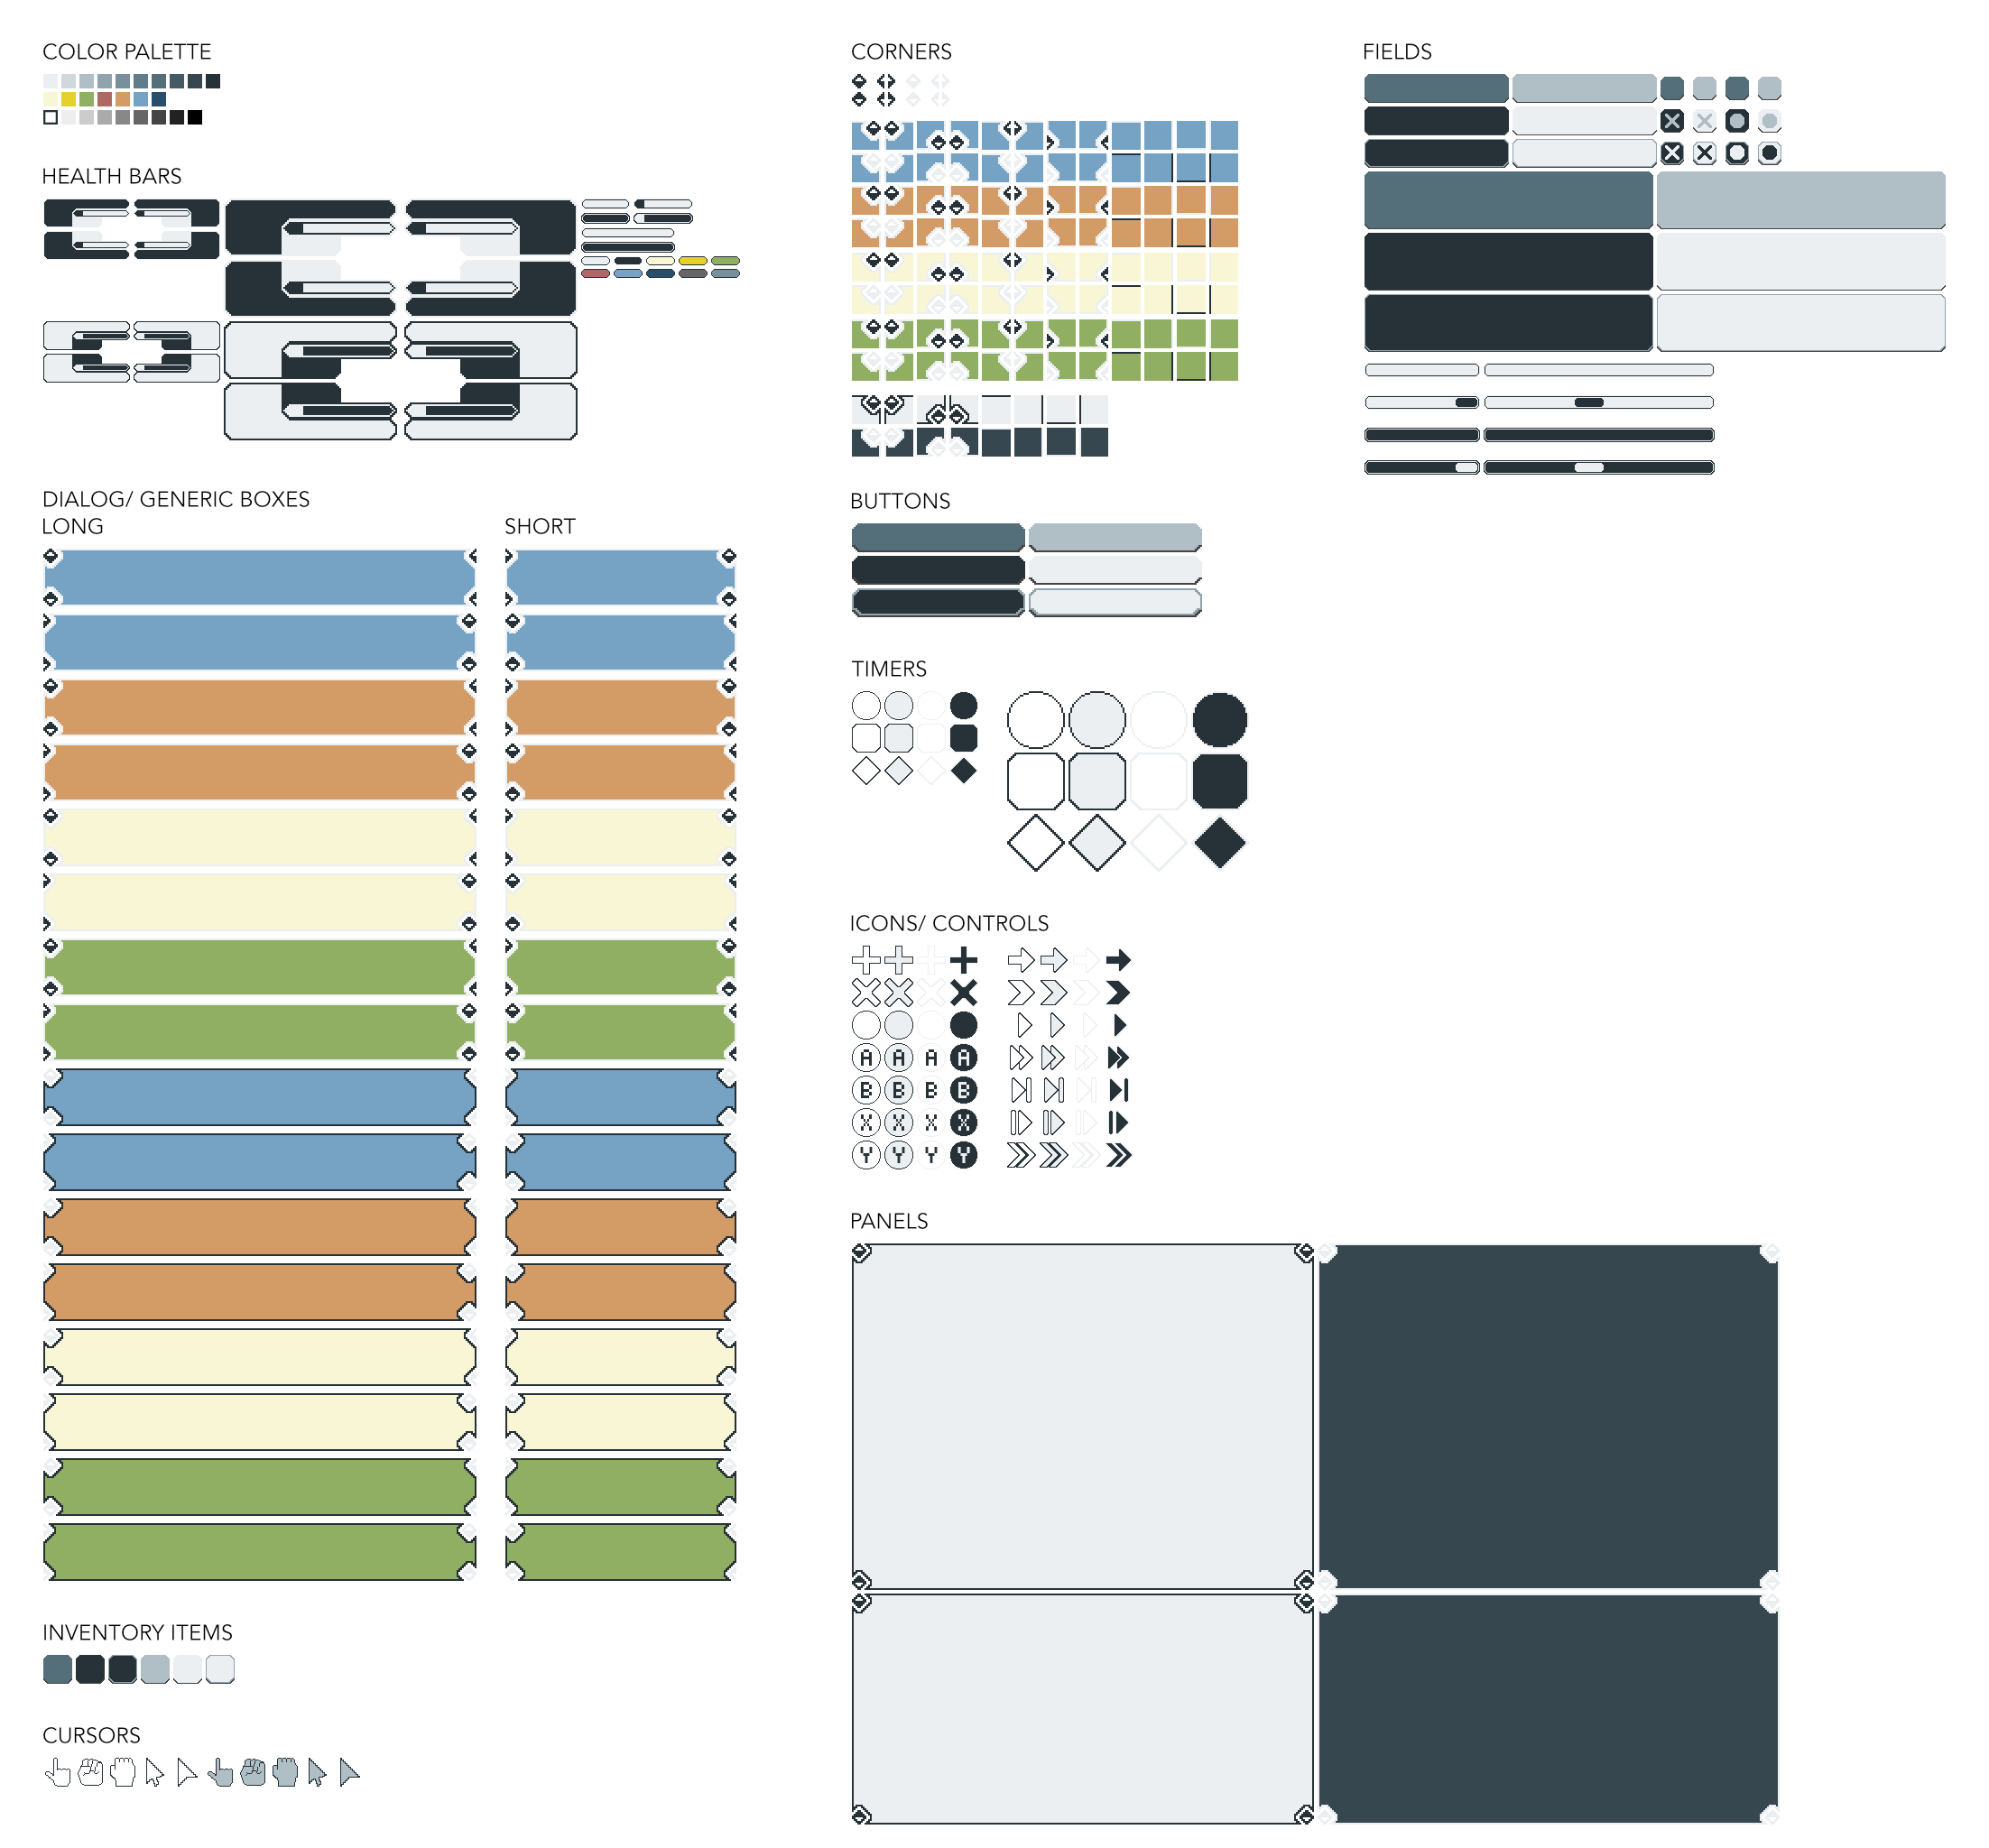 COLOR PALETTE
HEALTH BARS
DIALOG/ GENERIC BOXES
LONG
SHORT
INVENTORY ITEMS
CURSORS
CORNERS
BUTTONS
TIMERS
ICONS/ CONTROLS
A A A A
B B B B
X X X X
Y Y Y Y
PANELS
FIELDS